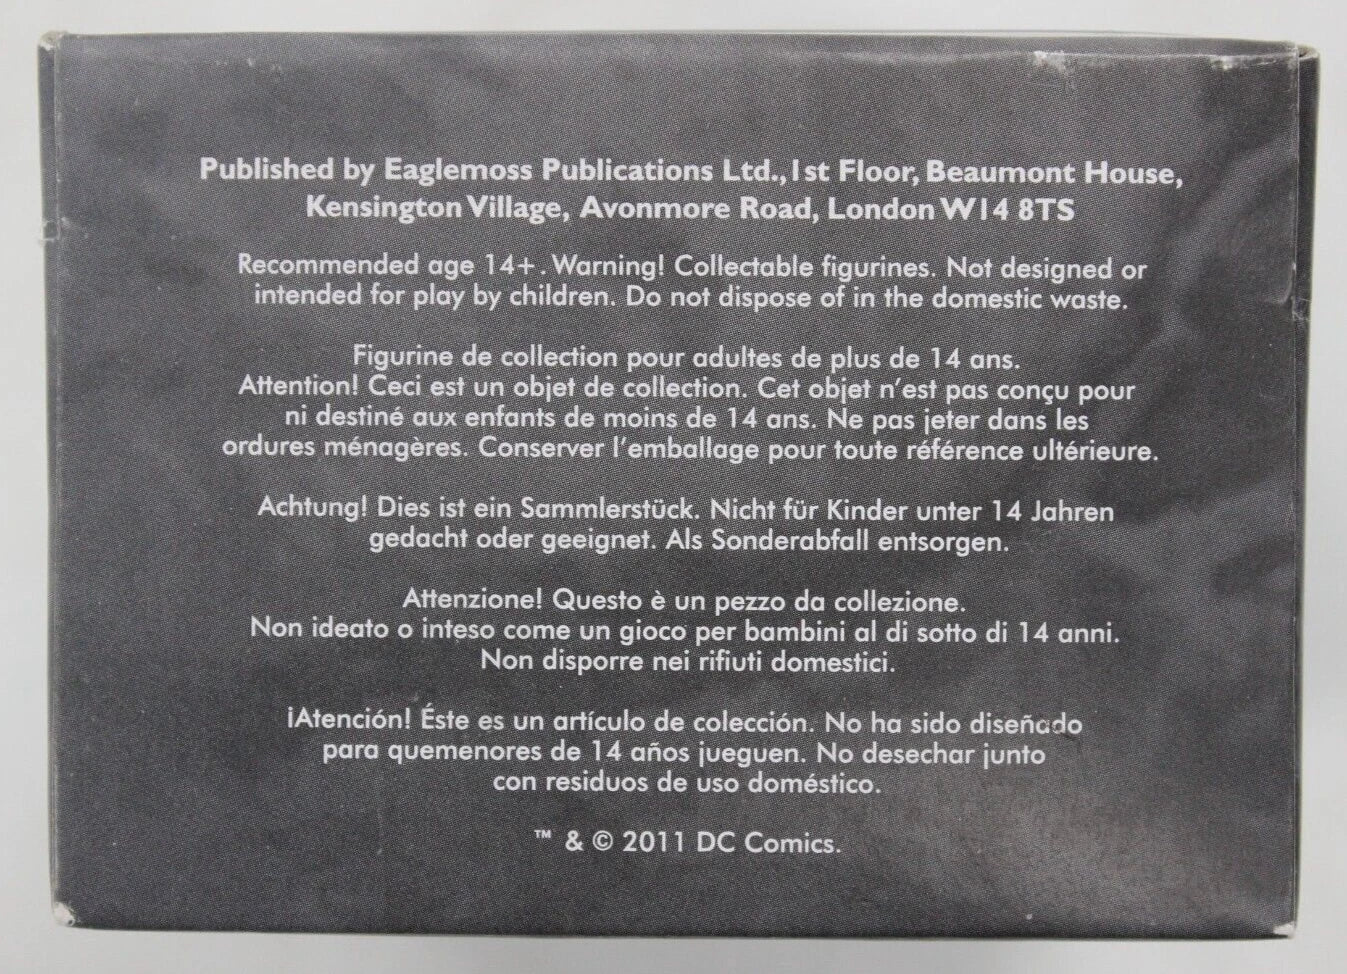 Published by Eaglemoss Publications Ltd., 1st Floor, Beaumont House,
Kensington Village, Avonmore Road, London W14 8TS
Recommended age 14+. Warning! Collectable figurines. Not designed or
intended for play by children. Do not dispose of in the domestic waste.
Figurine de collection pour adultes de plus de 14 ans.
Attention! Ceci est un objet de collection. Cet objet n'est pas conçu pour
ni destiné aux enfants de moins de 14 ans. Ne pas jeter dans les
ordures ménagères. Conserver l'emballage pour toute référence ultérieure.
Achtung! Dies ist ein Sammlerstück. Nicht für Kinder unter 14 Jahren
gedacht oder geeignet. Als Sonderabfall entsorgen.
Attenzione! Questo è un pezzo da collezione.
Non ideato o inteso come un gioco per bambini al di sotto di 14 anni.
Non disporre nei rifiuti domestici.
¡Atención! Éste es un artículo de colección. No ha sido diseñado
para quemenores de 14 años jueguen. No desechar junto
con residuos de uso doméstico.
™ & © 2011 DC Comics.